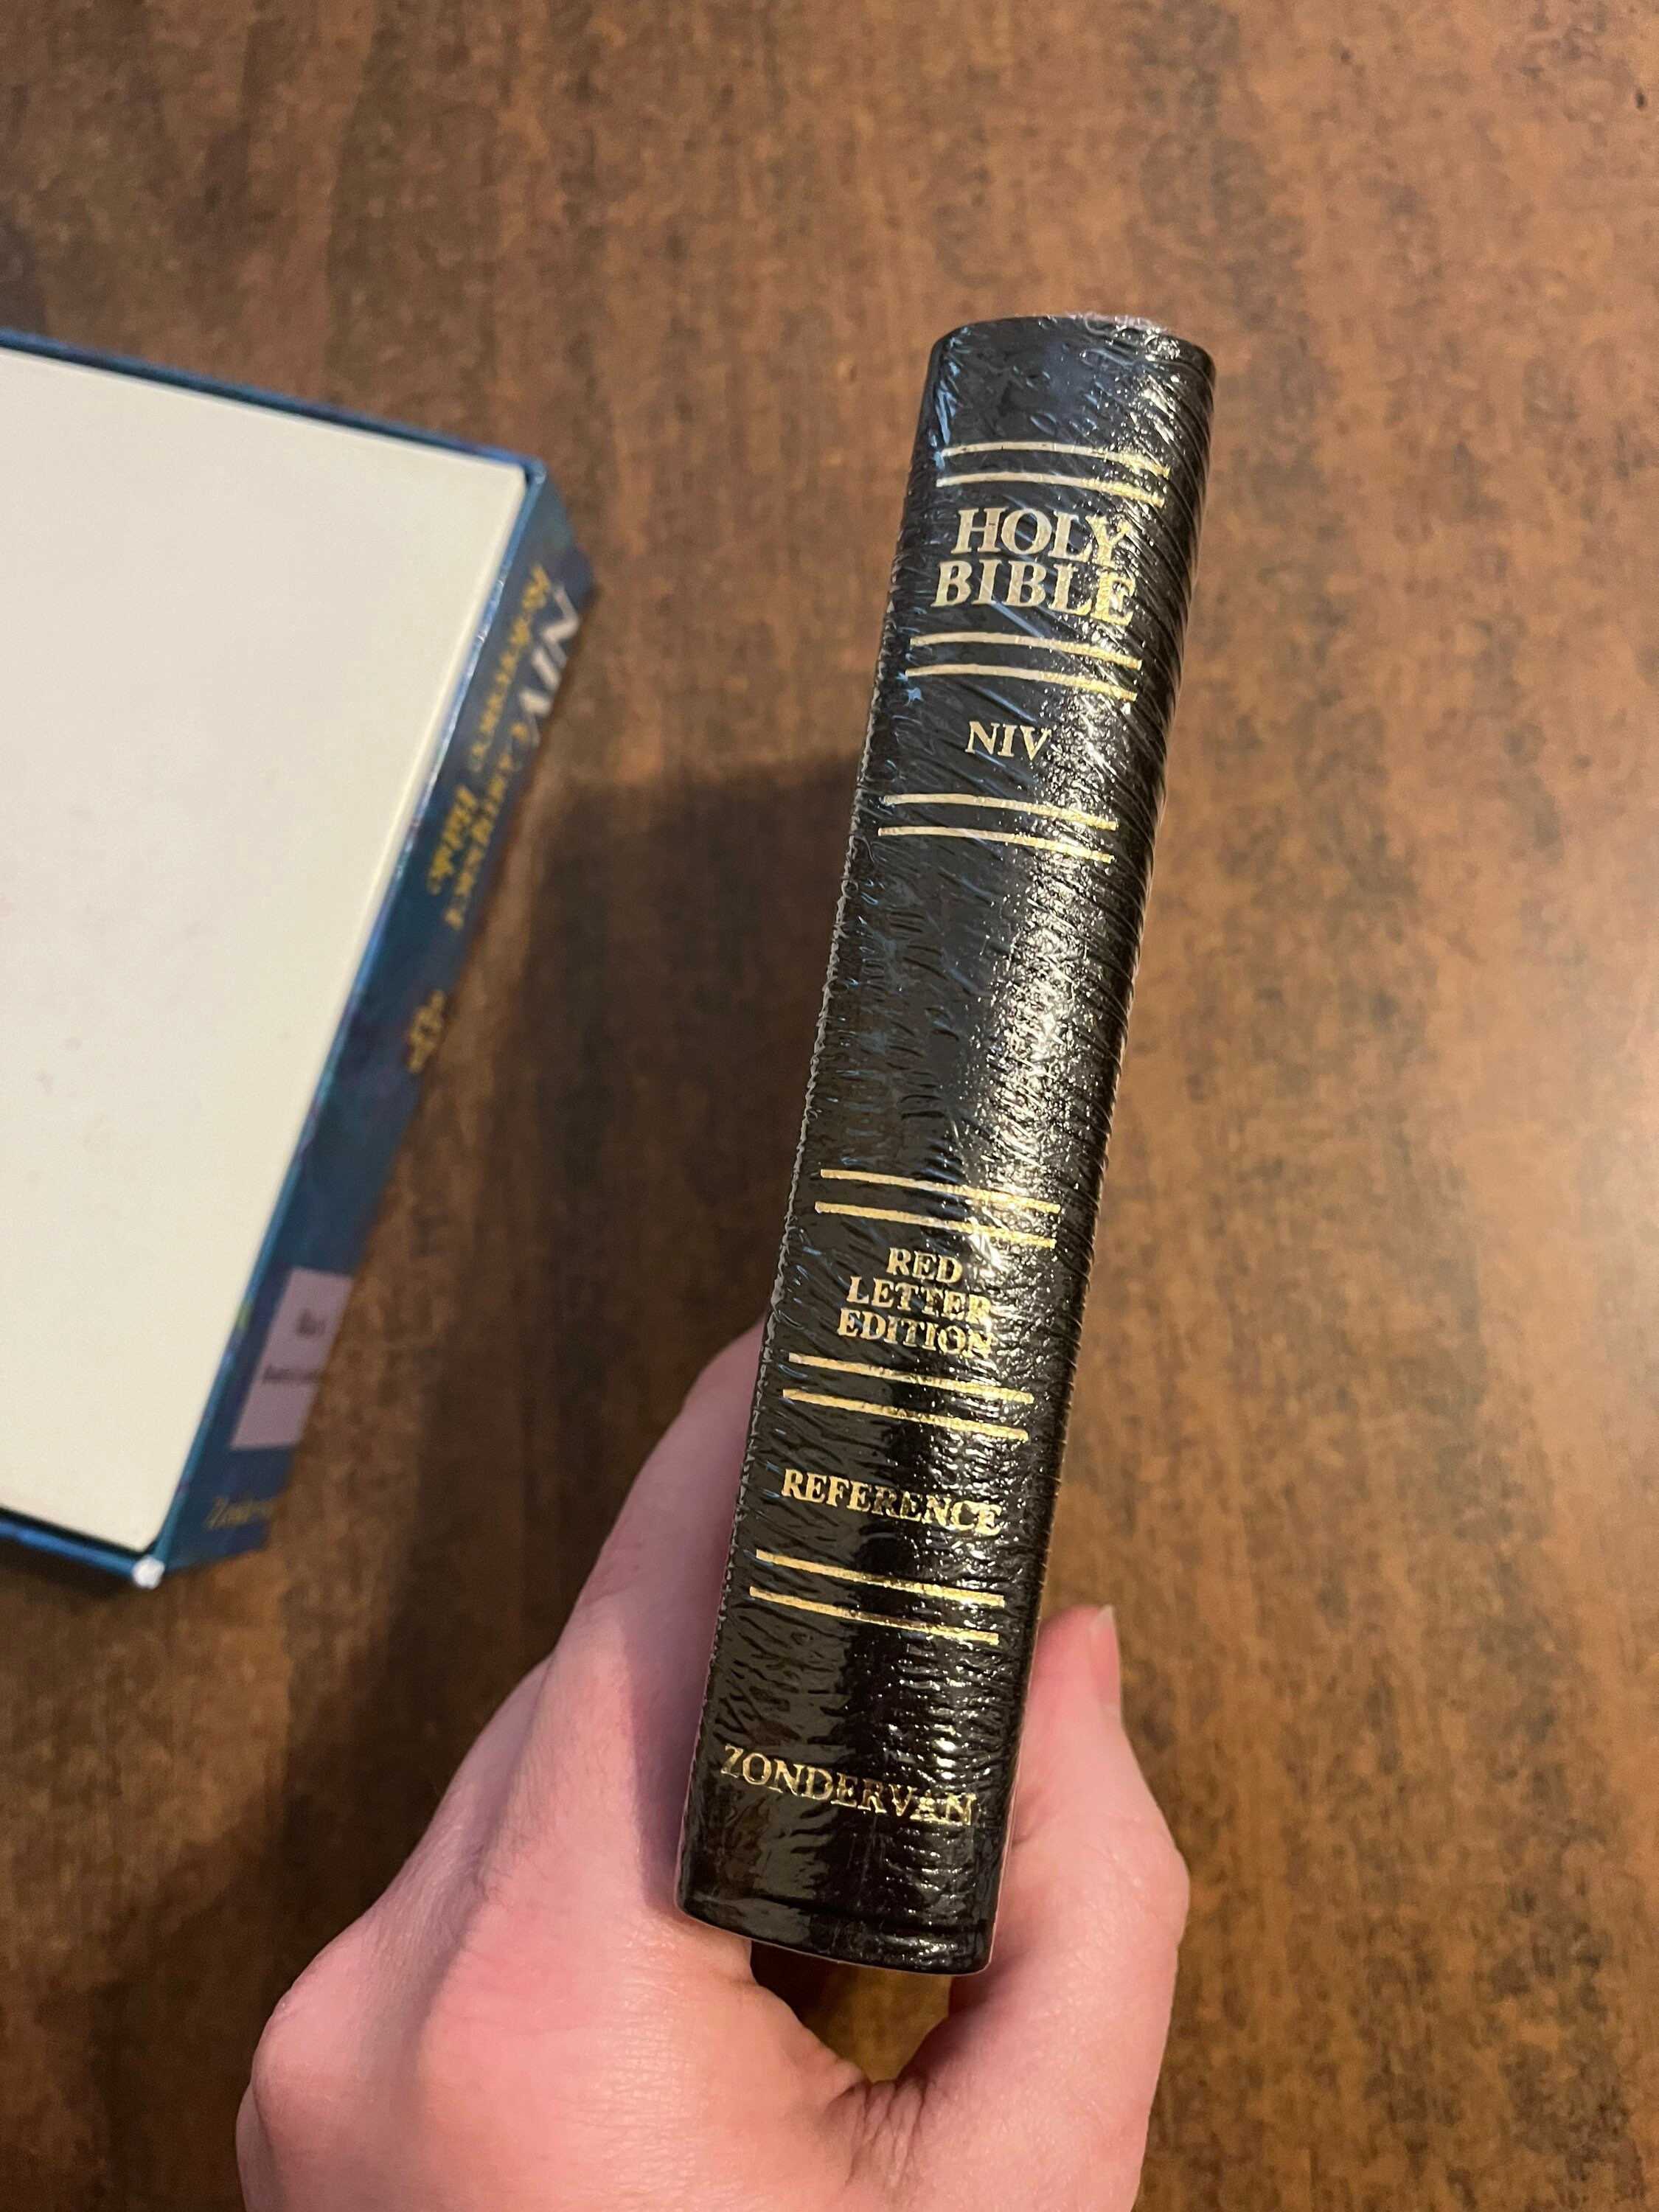 HOLY
BIBLE
NIV
RED
LETTER
EDITION
REFERENCE
ZONDERVAN
NIV
Bible